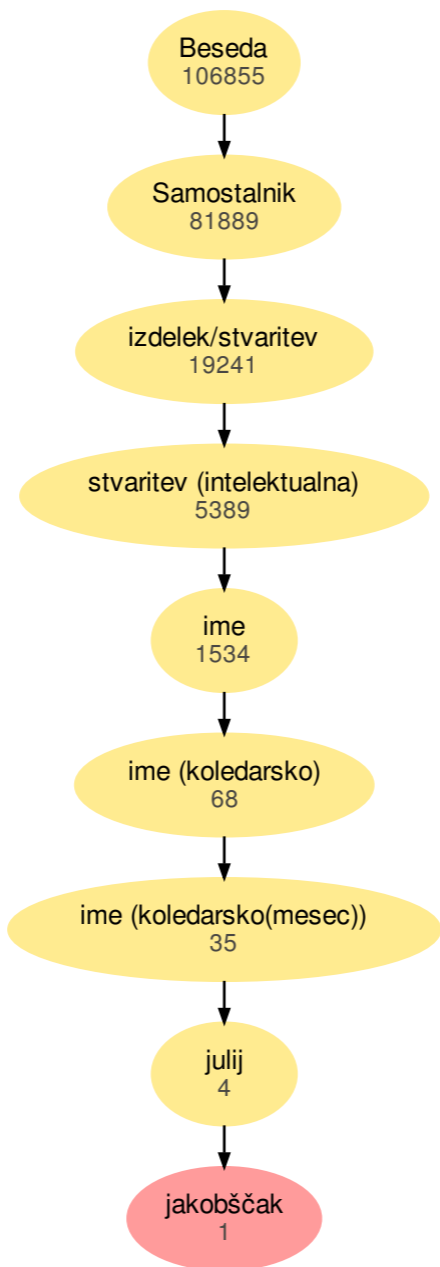 Beseda
106855
Samostalnik
81889
izdelek/stvaritev
19241
stvaritev (intelektualna)
5389
ime
1534
ime (koledarsko)
68
ime (koledarsko(mesec))
35
julij
4
jakobščak
1